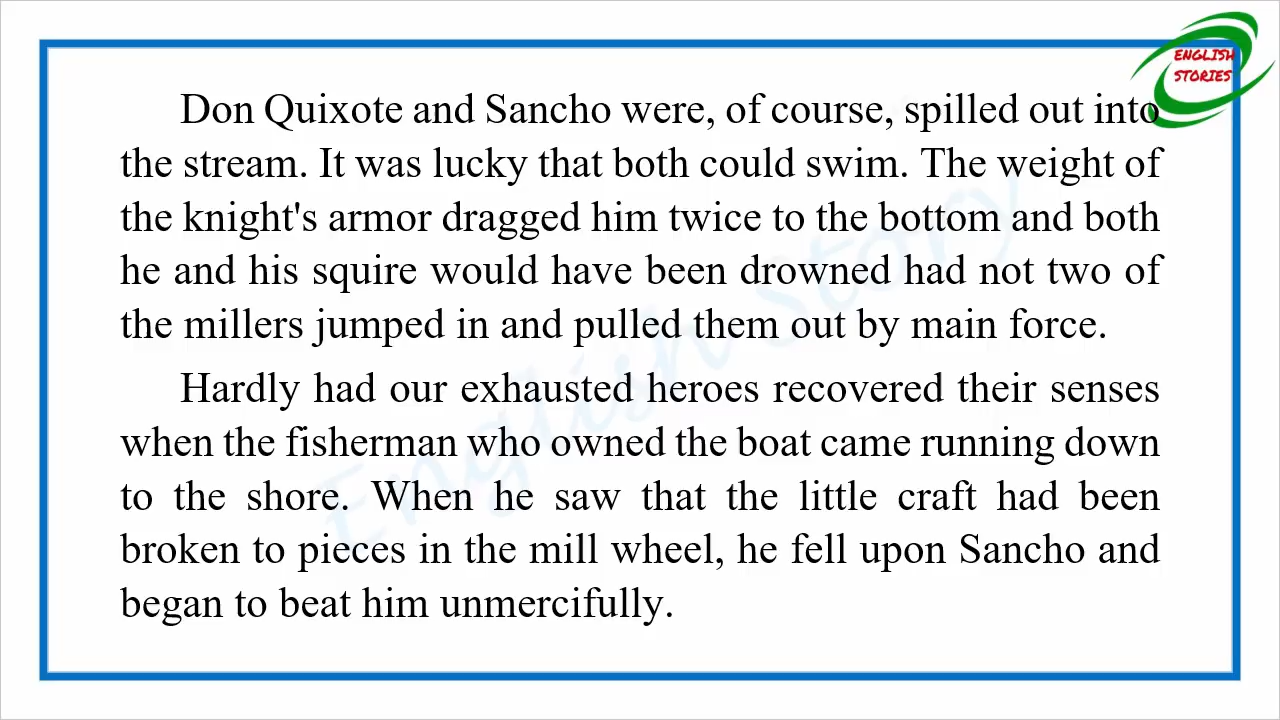 ENGLISH
STORIES
Don Quixote and Sancho were, of course, spilled out into
the stream. It was lucky that both could swim. The weight of
the knight's armor dragged him twice to the bottom and both
he and his squire would have been drowned had not two of
the millers jumped in and pulled them out by main force.
Hardly had our exhausted heroes recovered their senses
when the fisherman who owned the boat came running down
to the shore. When he saw that the little craft had been
broken to pieces in the mill wheel, he fell upon Sancho and
began to beat him unmercifully.
English Story